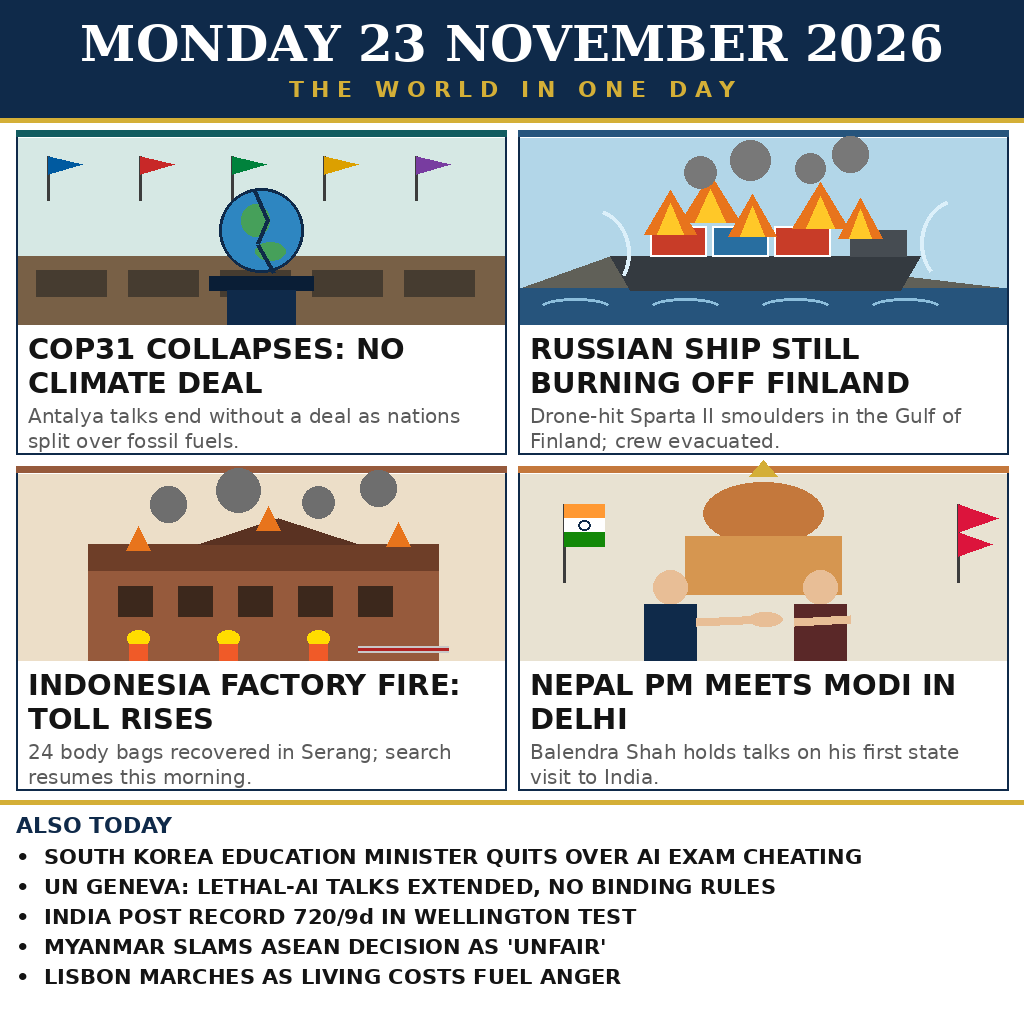 MONDAY 23 NOVEMBER 2026
THE WORLD IN ONE DAY
COP31 COLLAPSES: NO
CLIMATE DEAL
Antalya talks end without a deal as nations
split over fossil fuels.
RUSSIAN SHIP STILL
BURNING OFF FINLAND
Drone-hit Sparta II smoulders in the Gulf of
Finland; crew evacuated.
INDONESIA FACTORY FIRE:
TOLL RISES
24 body bags recovered in Serang; search
resumes this morning.
NEPAL PM MEETS MODI IN
DELHI
Balendra Shah holds talks on his first state
visit to India.
ALSO TODAY
• SOUTH KOREA EDUCATION MINISTER QUITS OVER AI EXAM CHEATING
• UN GENEVA: LETHAL-AI TALKS EXTENDED, NO BINDING RULES
• INDIA POST RECORD 720/9d IN WELLINGTON TEST
• MYANMAR SLAMS ASEAN DECISION AS 'UNFAIR'
• LISBON MARCHES AS LIVING COSTS FUEL ANGER